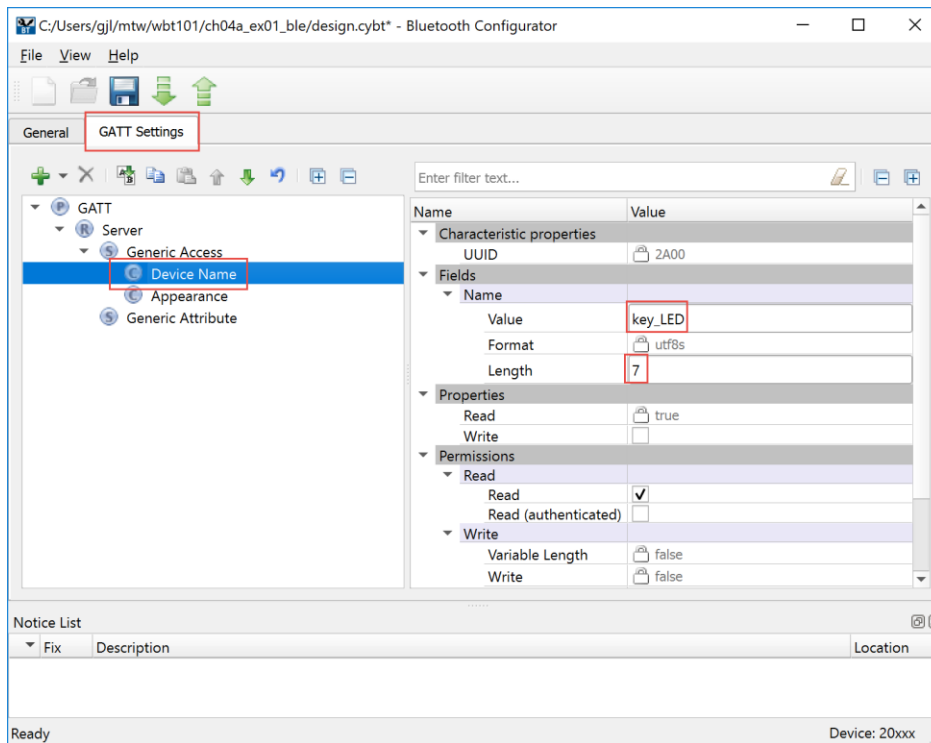 C:/Users/gjl/mtw/wbt101/ch04a_ex01_ble/design.cybt* - Bluetooth Configurator
File View Help
General GATT Settings
Enter filter text...
GATT
Server
Generic Access
Device Name
Appearance
Generic Attribute
Name Value
Characteristic properties
UUID 2A00
Fields
Name
Value key_LED
Format utf8s
Length 7
Properties
Read true
Write
Permissions
Read
Read
Read (authenticated)
Write
Variable Length false
Write false
Notice List
Fix Description Location
Ready Device: 20xxx